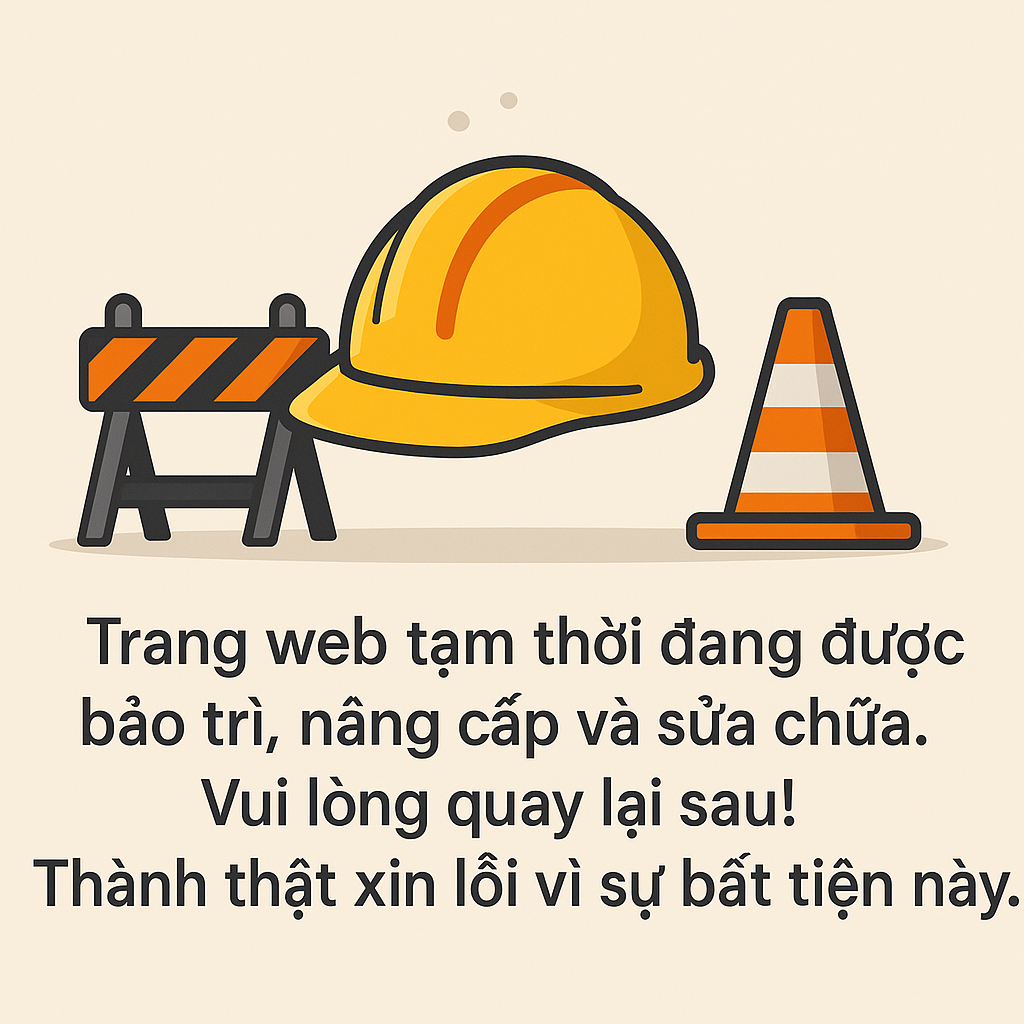 Trang web tạm thời đang được
bảo trì, nâng cấp và sửa chữa.
Vui lòng quay lại sau!
Thành thật xin lỗi vì sự bất tiện này.